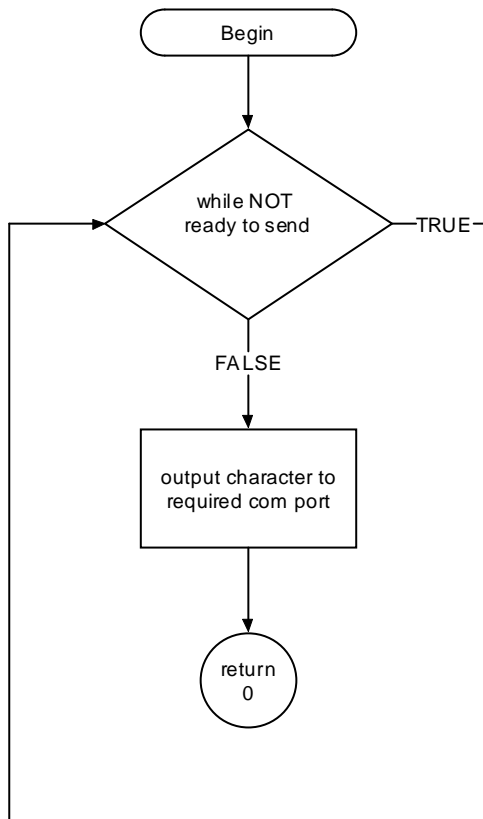 Begin
while NOT
ready to send
TRUE
FALSE
output character to
required com port
return
0